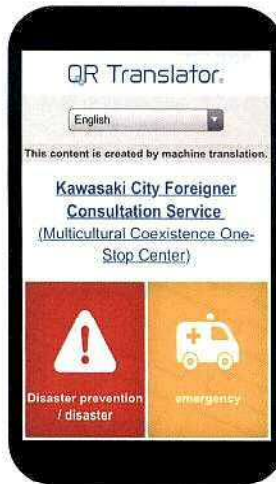 QR Translator.
English
This content is created by machine translation.
Kawasaki City Foreigner
Consultation Service
(Multicultural Coexistence One-
Stop Center)
Disaster prevention
/ disaster
emergency